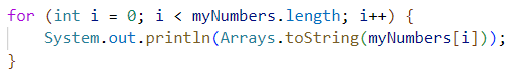 for (int i = 0; i < myNumbers.length; i++) {
    System.out.println(Arrays.toString(myNumbers[i]));
}